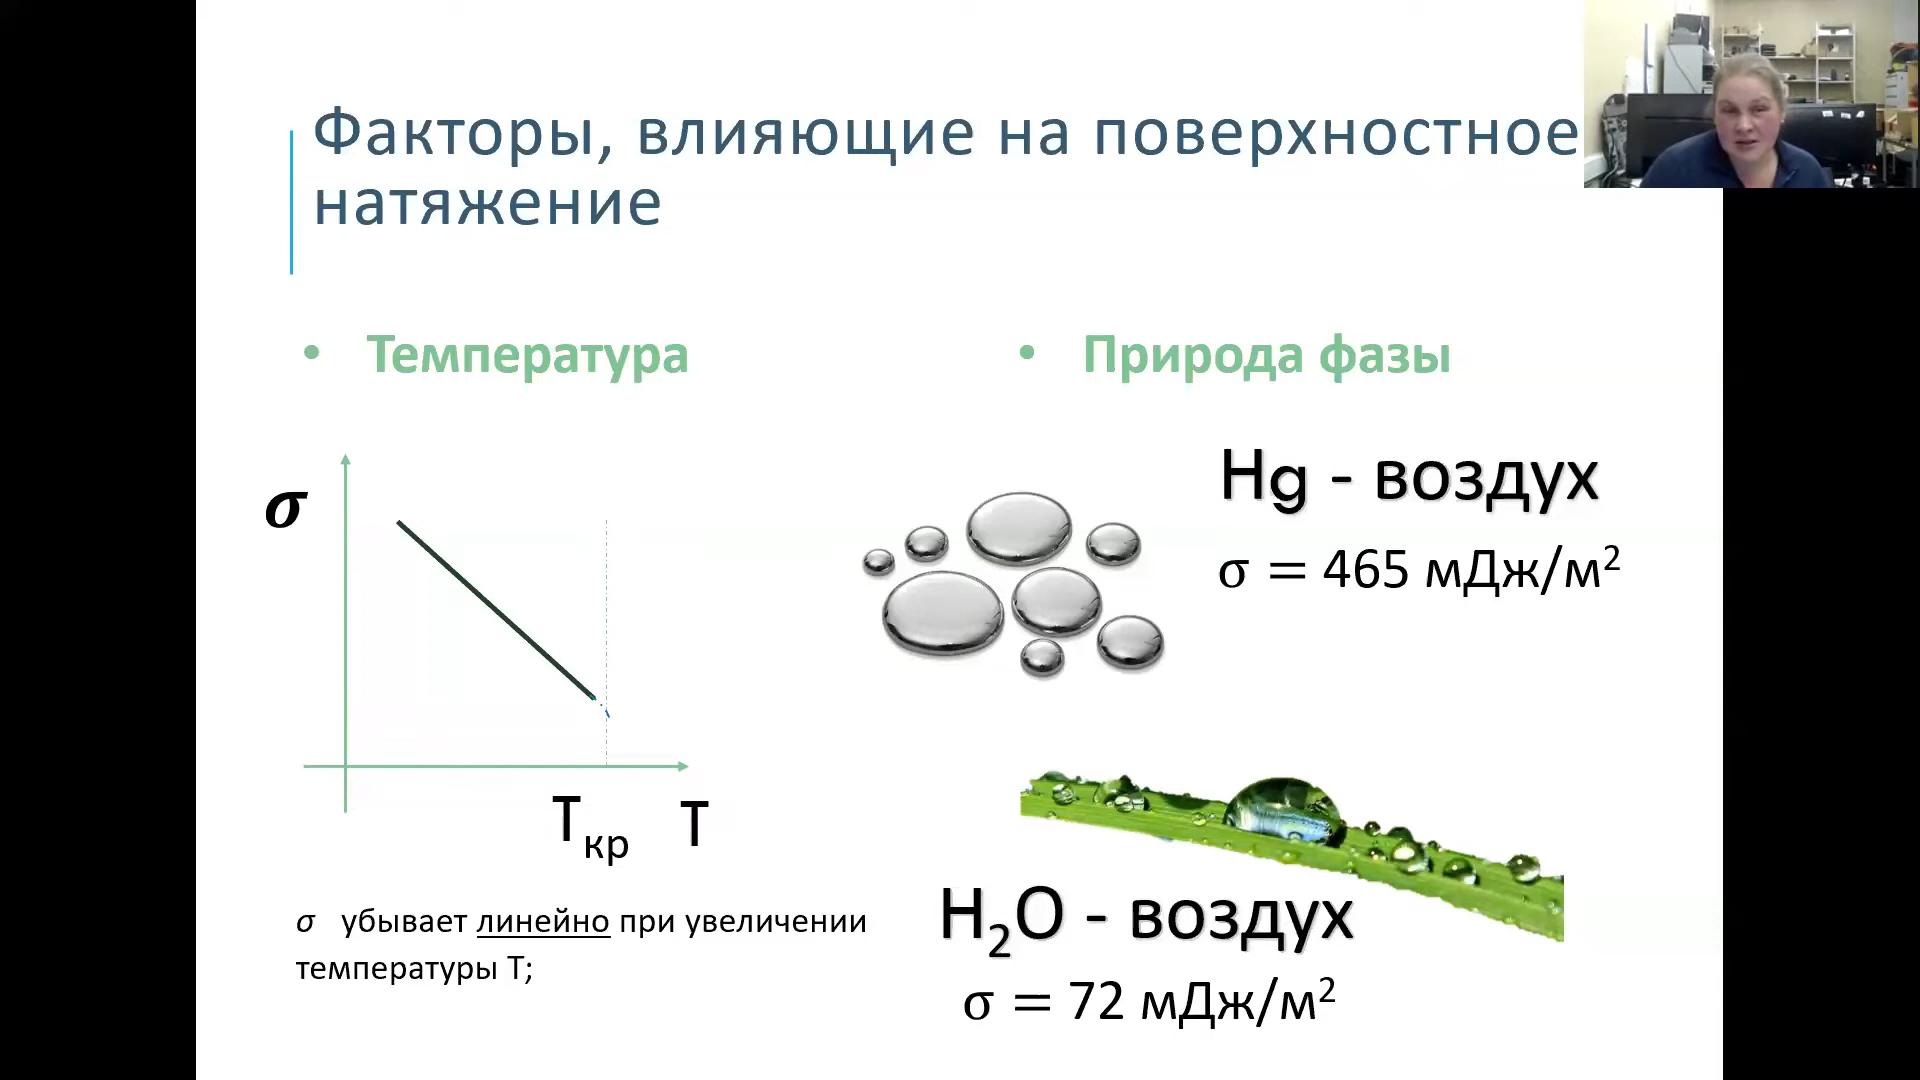 Факторы, влияющие на поверхностное
натяжение
• Температура
σ
Tкр
T
σ убывает линейно при увеличении
температуры T;
• Природа фазы
Hg - воздух
σ = 465 мДж/м²
H₂O - воздух
σ = 72 мДж/м²